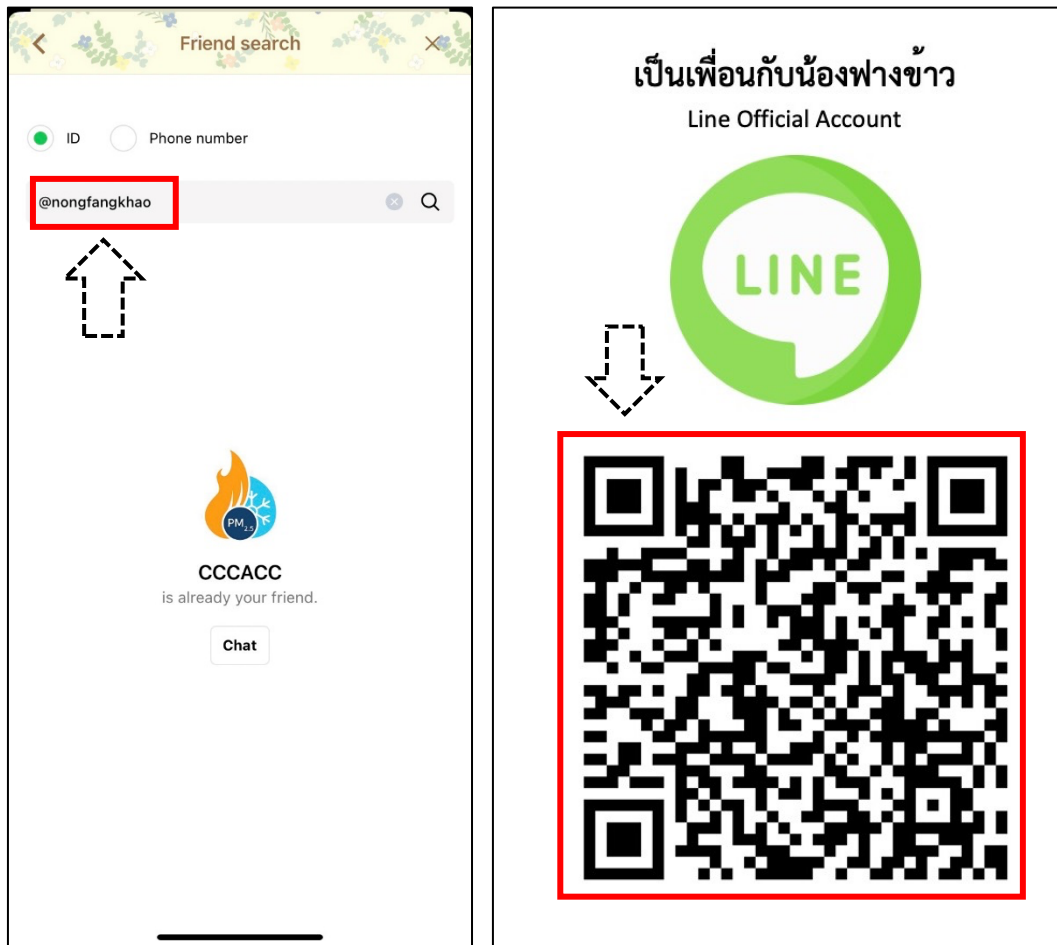 Friend search
ID
Phone number
@nongfangkhao
PM2.5
CCCACC
is already your friend.
Chat
เป็นเพื่อนกับน้องฟางข้าว
Line Official Account
LINE